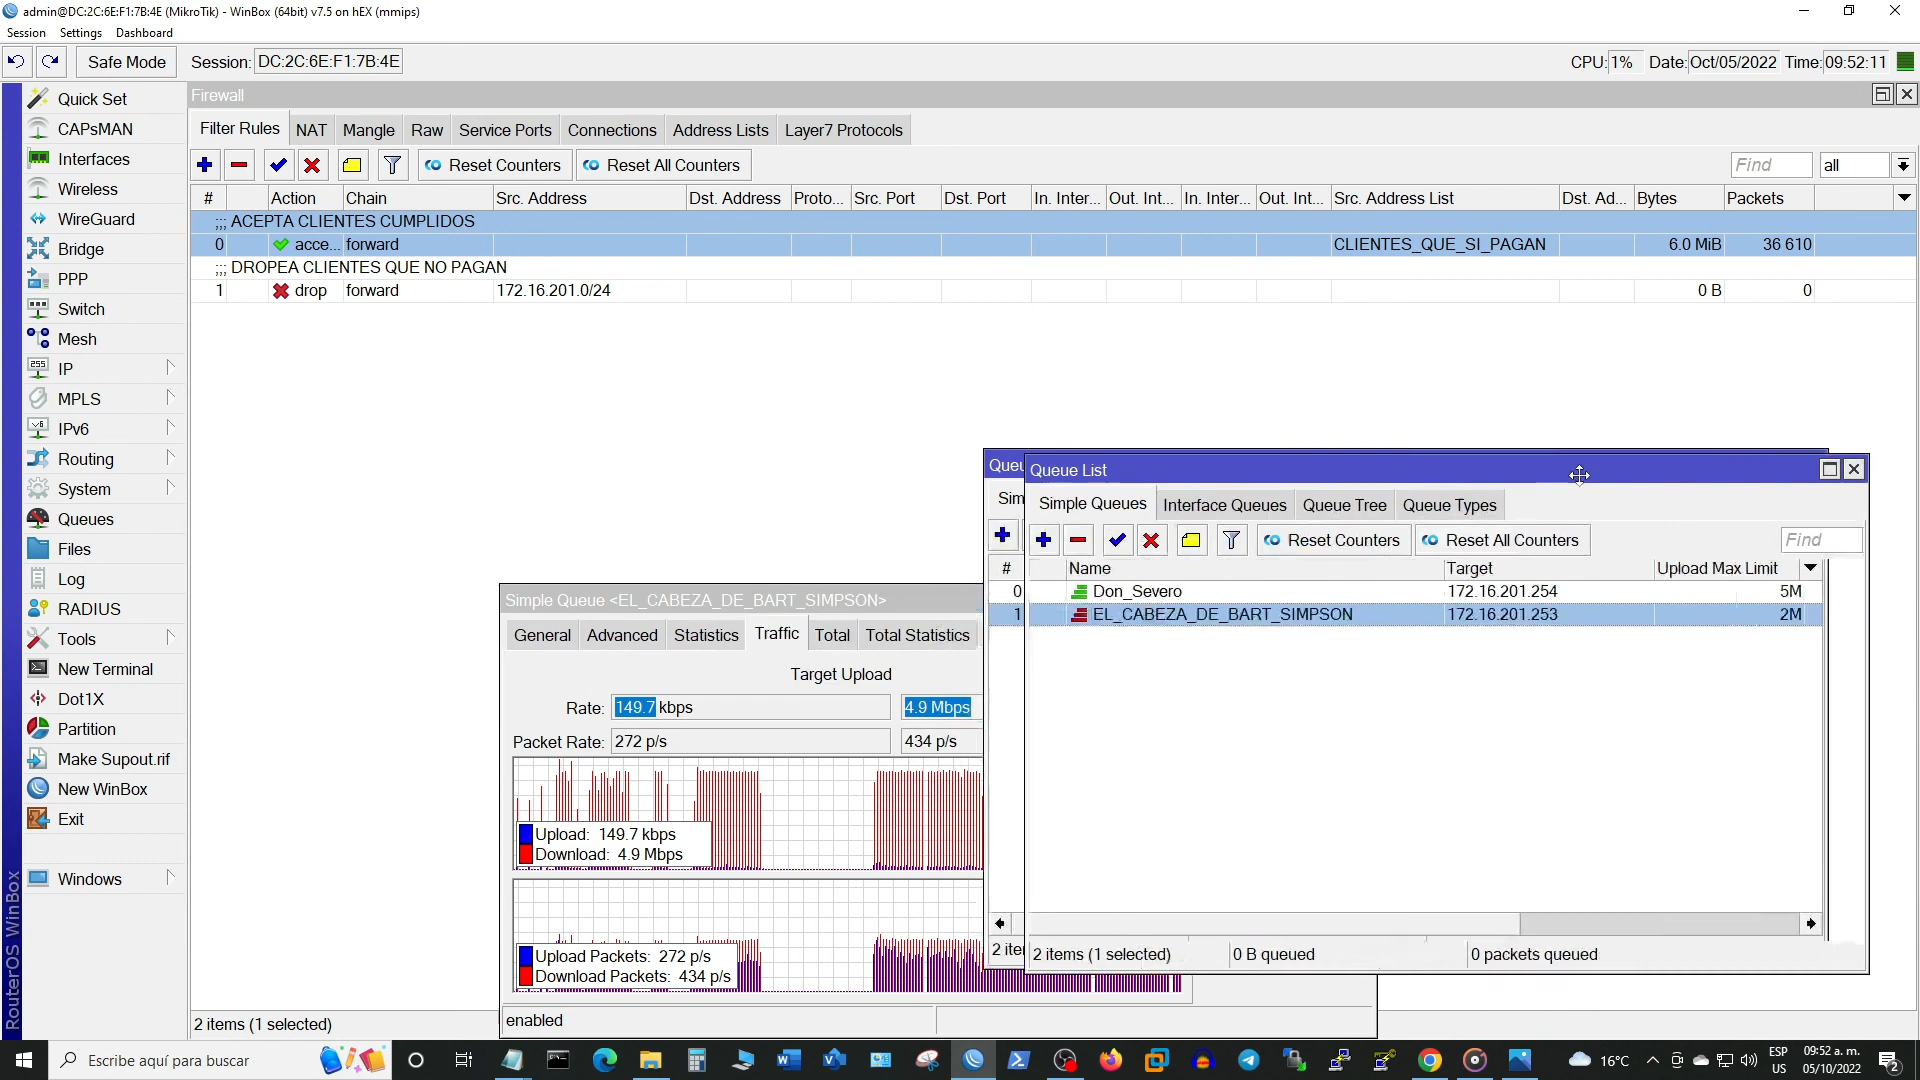 admin@DC:2C:6E:F1:7B:4E (MikroTik) - WinBox (64bit) v7.5 on hEX (mmips)
Session Settings Dashboard
Safe Mode Session: DC:2C:6E:F1:7B:4E CPU: 1% Date: Oct/05/2022 Time: 09:52:11
Quick Set
CAPsMAN
Interfaces
Wireless
WireGuard
Bridge
PPP
Switch
Mesh
255
IP
MPLS
v6
IPv6
Routing
System
Queues
Files
Log
RADIUS
Tools
New Terminal
Dot1X
Partition
Make Supout.rif
New WinBox
Exit
Windows
RouterOS WinBox
Firewall
Filter Rules NAT Mangle Raw Service Ports Connections Address Lists Layer7 Protocols
Reset Counters Reset All Counters Find all
# Action Chain Src. Address Dst. Address Proto... Src. Port Dst. Port In. Inter... Out. Int... In. Inter... Out. Int... Src. Address List Dst. Ad... Bytes Packets
;;; ACEPTA CLIENTES CUMPLIDOS
0 acce... forward CLIENTES_QUE_SI_PAGAN 6.0 MiB 36 610
;;; DROPEA CLIENTES QUE NO PAGAN
1 drop forward 172.16.201.0/24 0 B 0
2 items (1 selected)
Simple Queue <EL_CABEZA_DE_BART_SIMPSON>
General Advanced Statistics Traffic Total Total Statistics
Target Upload
Rate: 149.7 kbps 4.9 Mbps
Packet Rate: 272 p/s 434 p/s
Upload: 149.7 kbps
Download: 4.9 Mbps
Upload Packets: 272 p/s
Download Packets: 434 p/s
enabled
Queu
Sim
#
0
1
2 iter
Queue List
Simple Queues Interface Queues Queue Tree Queue Types
Reset Counters Reset All Counters Find
Name Target Upload Max Limit
Don_Severo 172.16.201.254 5M
EL_CABEZA_DE_BART_SIMPSON 172.16.201.253 2M
2 items (1 selected) 0 B queued 0 packets queued
Escribe aquí para buscar
16°C
ESP
US
09:52 a. m.
05/10/2022
2